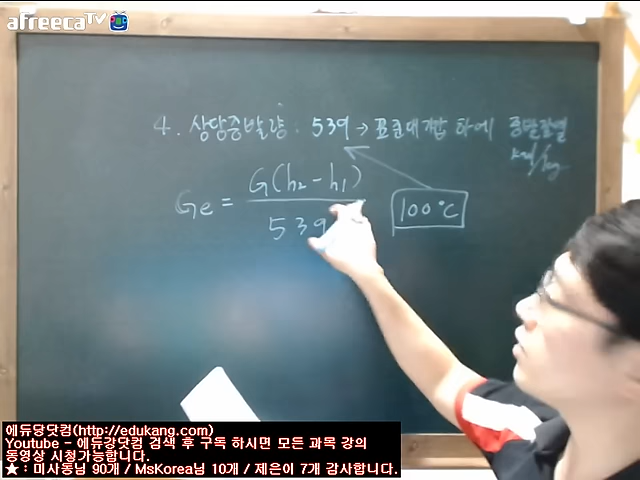 afreecaTV
4. 상당증발량. 539 → 표준대기압 하에 증발잠열
kcal/kg
Ge = G(h₂-h₁) / 539
100℃
에듀강닷컴(http://edukang.com)
Youtube - 에듀강닷컴 검색 후 구독 하시면 모든 과목 강의
동영상 시청가능합니다.
★ : 미사동님 90개 / MsKorea님 10개 / 제은이 7개 감사합니다.